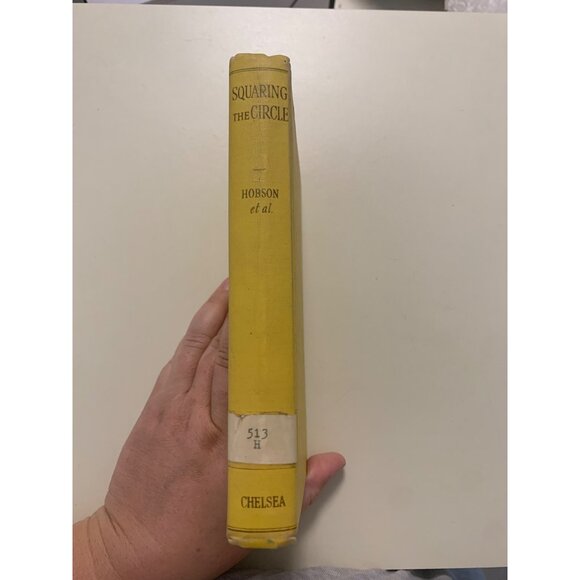 SQUARING
THE CIRCLE
HOBSON
et al.
513
H
CHELSEA